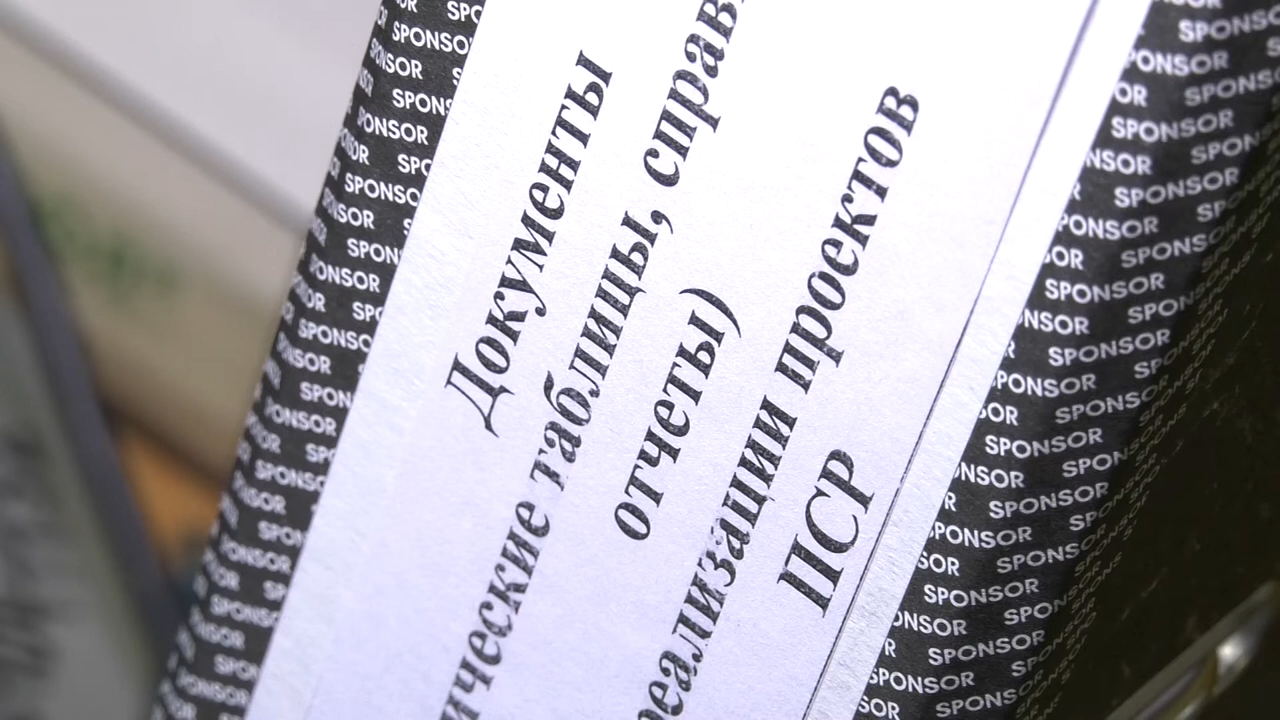 Документы
ические таблицы, справ
отчеты)
реализации проектов
ПСР
SPONSOR